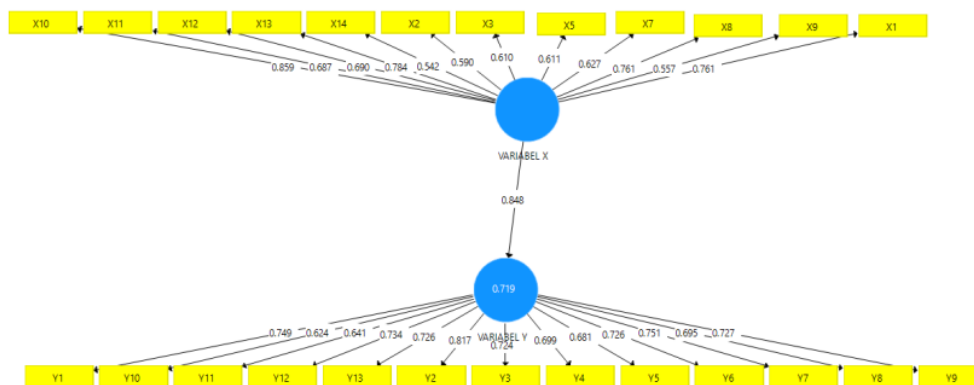 X10 X11 X12 X13 X14 X2 X3 X5 X7 X8 X9 X1
0.859 0.687 0.690 0.784 0.542 0.590 0.610 0.611 0.627 0.761 0.557 0.761
VARIABEL X
0.848
0.719
VARIABEL Y
0.749 0.624 0.641 0.734 0.726 0.817 0.724 0.699 0.681 0.726 0.751 0.695 0.727
Y1 Y10 Y11 Y12 Y13 Y2 Y3 Y4 Y5 Y6 Y7 Y8 Y9